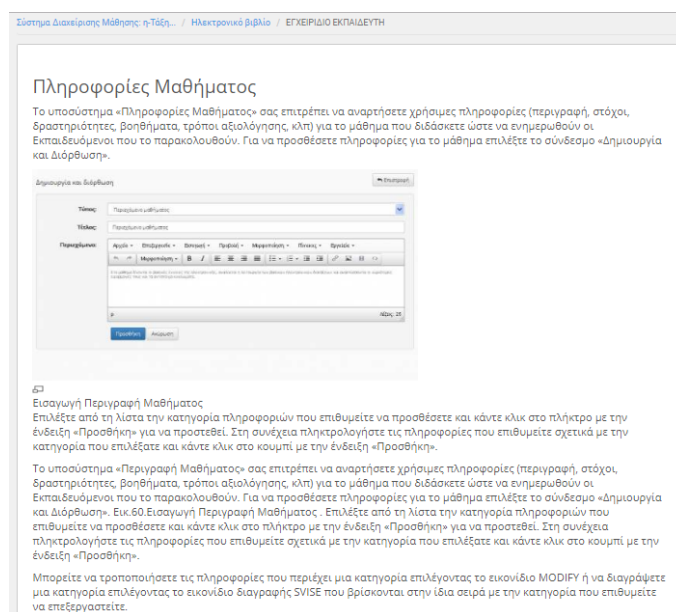 Σύστημα Διαχείρισης Μάθησης: η-Τάξη... / Ηλεκτρονικό βιβλίο / ΕΓΧΕΙΡΙΔΙΟ ΕΚΠΑΙΔΕΥΤΗ
Πληροφορίες Μαθήματος
Το υποσύστημα «Πληροφορίες Μαθήματος» σας επιτρέπει να αναρτήσετε χρήσιμες πληροφορίες (περιγραφή, στόχοι,
δραστηριότητες, βοηθήματα, τρόποι αξιολόγησης, κλπ) για το μάθημα που διδάσκετε ώστε να ενημερωθούν οι
Εκπαιδευόμενοι που το παρακολουθούν. Για να προσθέσετε πληροφορίες για το μάθημα επιλέξτε το σύνδεσμο «Δημιουργία
και Διόρθωση».
Δημιουργία και διόρθωση
Επιστροφή
Τύπος: Περιεχόμενο μαθήματος
Τίτλος: Περιεχόμενο μαθήματος
Περιεχόμενο: Αρχείο Επεξεργασία Εισαγωγή Προβολή Μορφοποίηση Πίνακας Εργαλεία
Μορφοποίηση B I
p Λέξεις: 25
Προσθήκη Ακύρωση
Εισαγωγή Περιγραφή Μαθήματος
Επιλέξτε από τη λίστα την κατηγορία πληροφοριών που επιθυμείτε να προσθέσετε και κάντε κλικ στο πλήκτρο με την
ένδειξη «Προσθήκη» για να προστεθεί. Στη συνέχεια πληκτρολογήστε τις πληροφορίες που επιθυμείτε σχετικά με την
κατηγορία που επιλέξατε και κάντε κλικ στο κουμπί με την ένδειξη «Προσθήκη».
Το υποσύστημα «Περιγραφή Μαθήματος» σας επιτρέπει να αναρτήσετε χρήσιμες πληροφορίες (περιγραφή, στόχοι,
δραστηριότητες, βοηθήματα, τρόποι αξιολόγησης, κλπ) για το μάθημα που διδάσκετε ώστε να ενημερωθούν οι
Εκπαιδευόμενοι που το παρακολουθούν. Για να προσθέσετε πληροφορίες για το μάθημα επιλέξτε το σύνδεσμο «Δημιουργία
και Διόρθωση». Εικ.60.Εισαγωγή Περιγραφή Μαθήματος . Επιλέξτε από τη λίστα την κατηγορία πληροφοριών που
επιθυμείτε να προσθέσετε και κάντε κλικ στο πλήκτρο με την ένδειξη «Προσθήκη» για να προστεθεί. Στη συνέχεια
πληκτρολογήστε τις πληροφορίες που επιθυμείτε σχετικά με την κατηγορία που επιλέξατε και κάντε κλικ στο κουμπί με την
ένδειξη «Προσθήκη».
Μπορείτε να τροποποιήσετε τις πληροφορίες που περιέχει μια κατηγορία επιλέγοντας το εικονίδιο MODIFY ή να διαγράψετε
μια κατηγορία επιλέγοντας το εικονίδιο διαγραφής SVISE που βρίσκονται στην ίδια σειρά με την κατηγορία που επιθυμείτε
να επεξεργαστείτε.